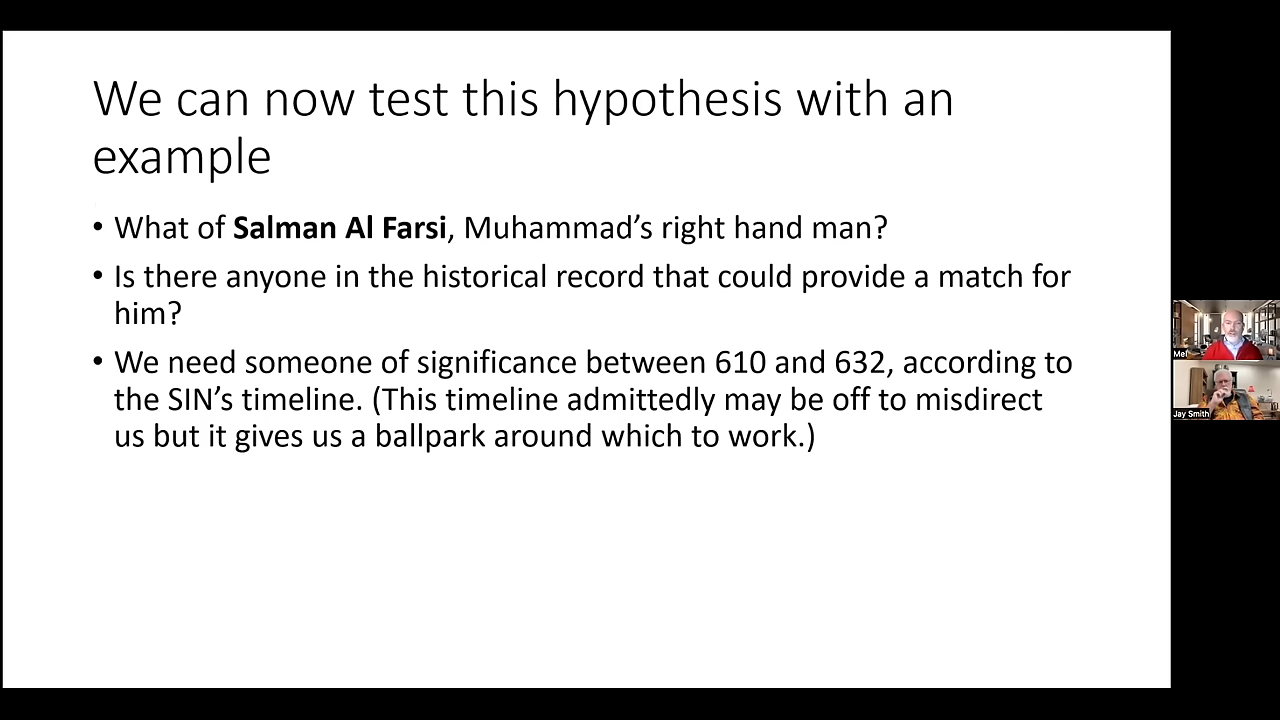 We can now test this hypothesis with an
example
• What of Salman Al Farsi, Muhammad’s right hand man?
• Is there anyone in the historical record that could provide a match for
him?
• We need someone of significance between 610 and 632, according to
the SIN’s timeline. (This timeline admittedly may be off to misdirect
us but it gives us a ballpark around which to work.)
Mel
Jay Smith